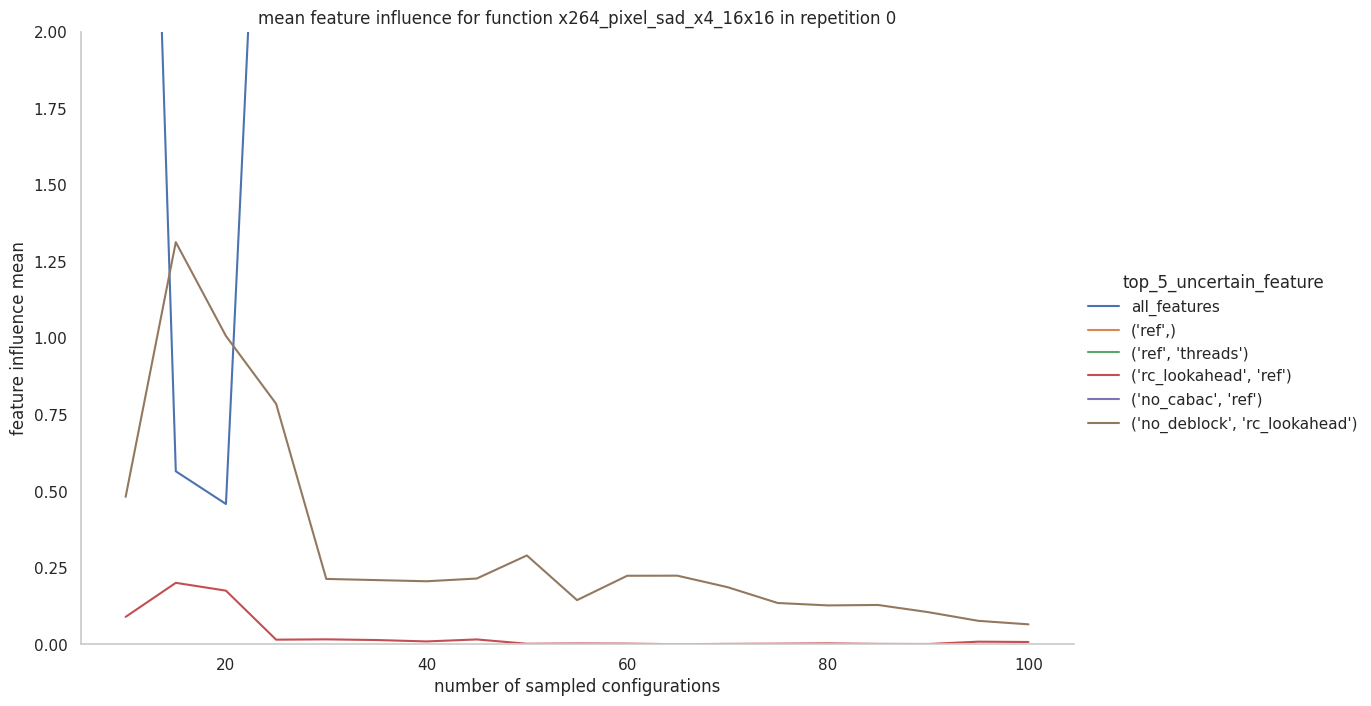 mean feature influence for function x264_pixel_sad_x4_16x16 in repetition 0
2.00
1.75
1.50
1.25
1.00
0.75
0.50
0.25
0.00
feature influence mean
20
40
60
80
100
number of sampled configurations
top_5_uncertain_feature
all_features
('ref',)
('ref', 'threads')
('rc_lookahead', 'ref')
('no_cabac', 'ref')
('no_deblock', 'rc_lookahead')